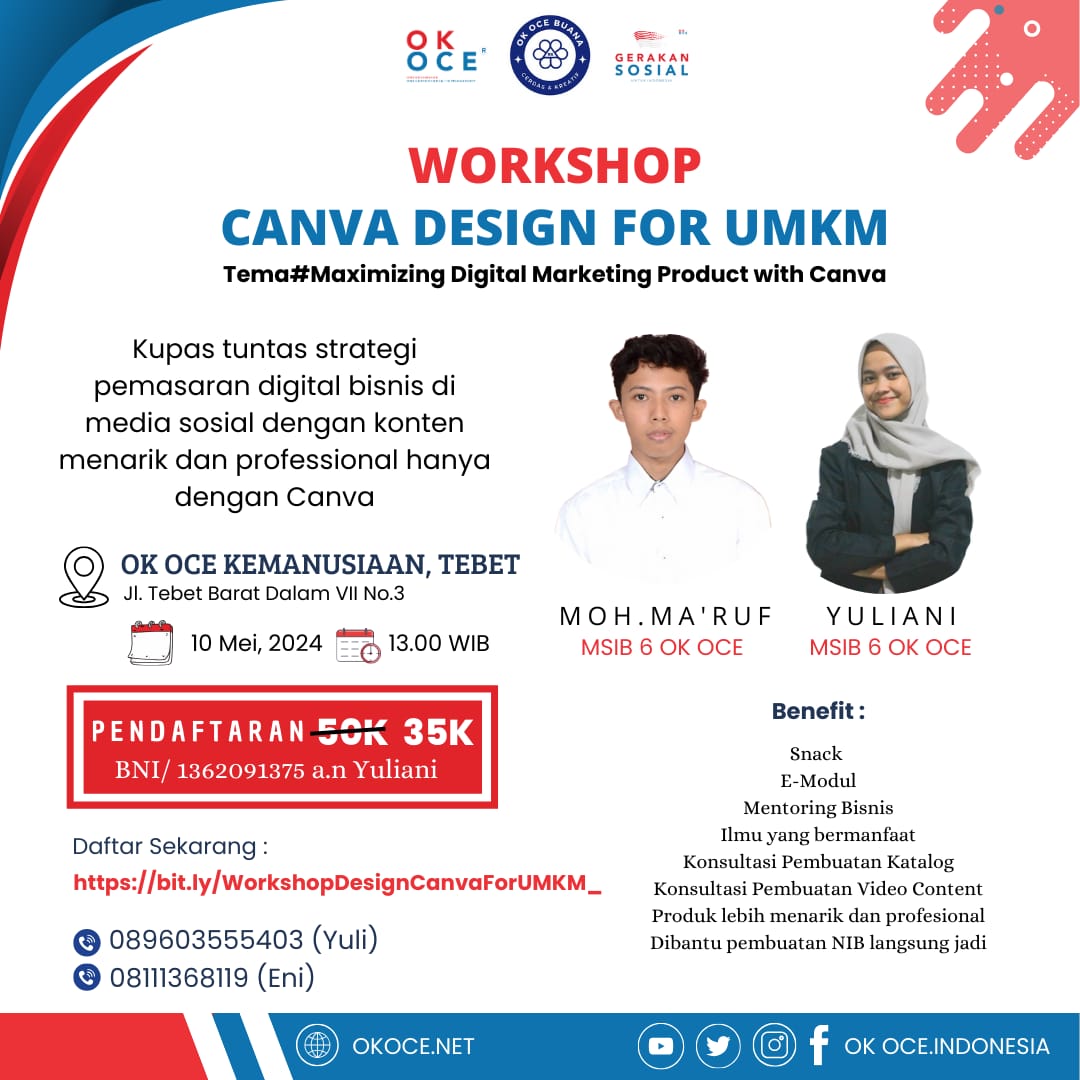 OK
OCE R
OK OCE BUANA
CERDAS & KREATIF
GERAKAN
SOSIAL
WORKSHOP
CANVA DESIGN FOR UMKM
Tema#Maximizing Digital Marketing Product with Canva
Kupas tuntas strategi
pemasaran digital bisnis di
media sosial dengan konten
menarik dan professional hanya
dengan Canva
OK OCE KEMANUSIAAN, TEBET
Jl. Tebet Barat Dalam VII No.3
10 Mei, 2024 13.00 WIB
PENDAFTARAN 50K 35K
BNI/ 1362091375 a.n Yuliani
Daftar Sekarang :
https://bit.ly/WorkshopDesignCanvaForUMKM_
089603555403 (Yuli)
08111368119 (Eni)
MOH.MA'RUF
MSIB 6 OK OCE
YULIANI
MSIB 6 OK OCE
Benefit :
Snack
E-Modul
Mentoring Bisnis
Ilmu yang bermanfaat
Konsultasi Pembuatan Katalog
Konsultasi Pembuatan Video Content
Produk lebih menarik dan profesional
Dibantu pembuatan NIB langsung jadi
OKOCE.NET
OK OCE.INDONESIA